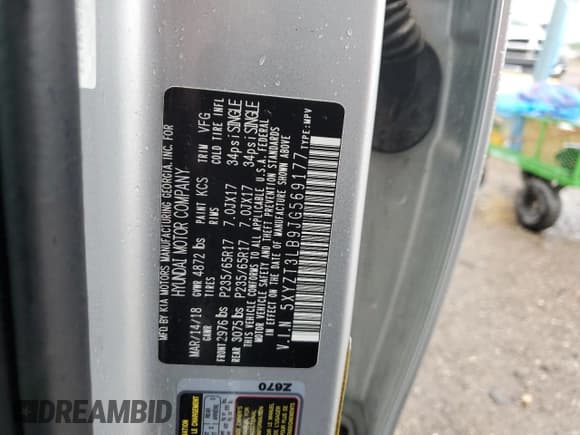 MFD BY KIA MOTORS MANUFACTURING GEORGIA, INC. FOR
HYUNDAI MOTOR COMPANY.
MAR/14/18 PAINT KCS TRIM VFG
GVWR 4872 lbs
GAWR TIRES RIMS COLD TIRE INFL
FRONT 2976 lbs P235/65R17 7.0JX17 34psi SINGLE
REAR 3075 lbs P235/65R17 7.0JX17 34psi SINGLE
THIS VEHICLE CONFORMS TO ALL APPLICABLE U.S.A. FEDERAL
MOTOR VEHICLE SAFETY AND THEFT PREVENTION STANDARDS
IN EFFECT ON THE DATE OF MANUFACTURE SHOWN ABOVE
V.I.N 5XYZT3LB9JG569177 TYPE:MPV
Z670
DREAMBID